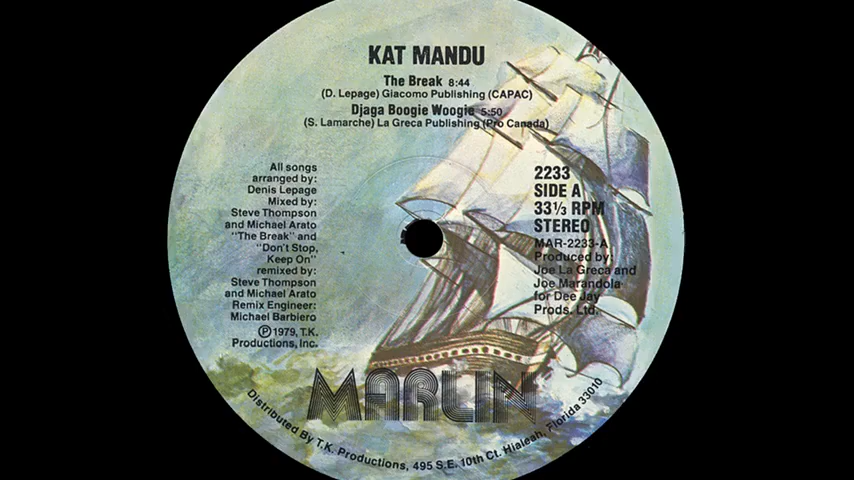 KAT MANDU
The Break 8:44
(D. Lepage) Giacomo Publishing (CAPAC)
Djaga Boogie Woogie 5:50
(S. Lamarche) La Greca Publishing (Pro Canada)
All songs
arranged by:
Denis Lepage
Mixed by:
Steve Thompson
and Michael Arato
"The Break" and
"Don't Stop,
Keep On"
remixed by:
Steve Thompson
and Michael Arato
Remix Engineer:
Michael Barbiero
Ⓟ 1979, T.K.
Productions, Inc.
2233
SIDE A
33 1/3 RPM
STEREO
MAR-2233-A
Produced by:
Joe La Greca and
Joe Marandola
for Dee Jay
Prods. Ltd.
MARLIN
Distributed By T.K. Productions, 495 S.E. 10th Ct. Hialeah, Florida 33010